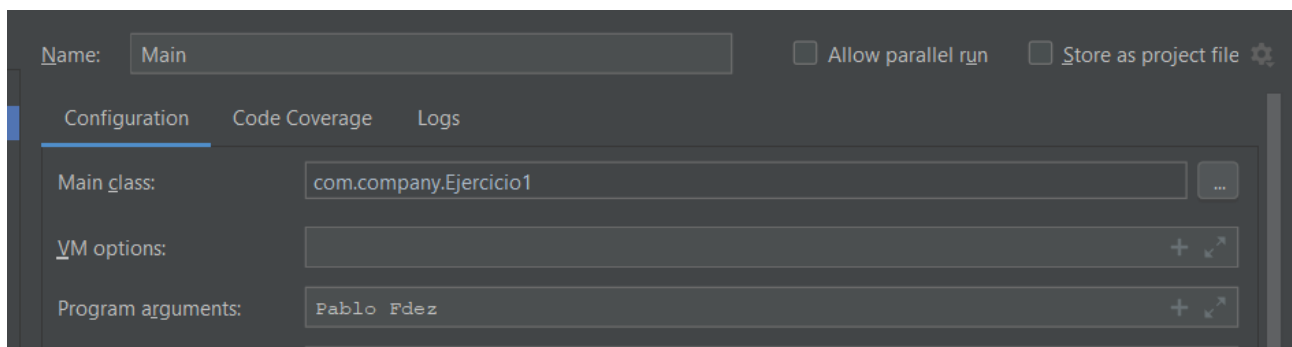 Name: Main Allow parallel run Store as project file
Configuration Code Coverage Logs
Main class: com.company.Ejercicio1 ...
VM options:
Program arguments: Pablo Fdez